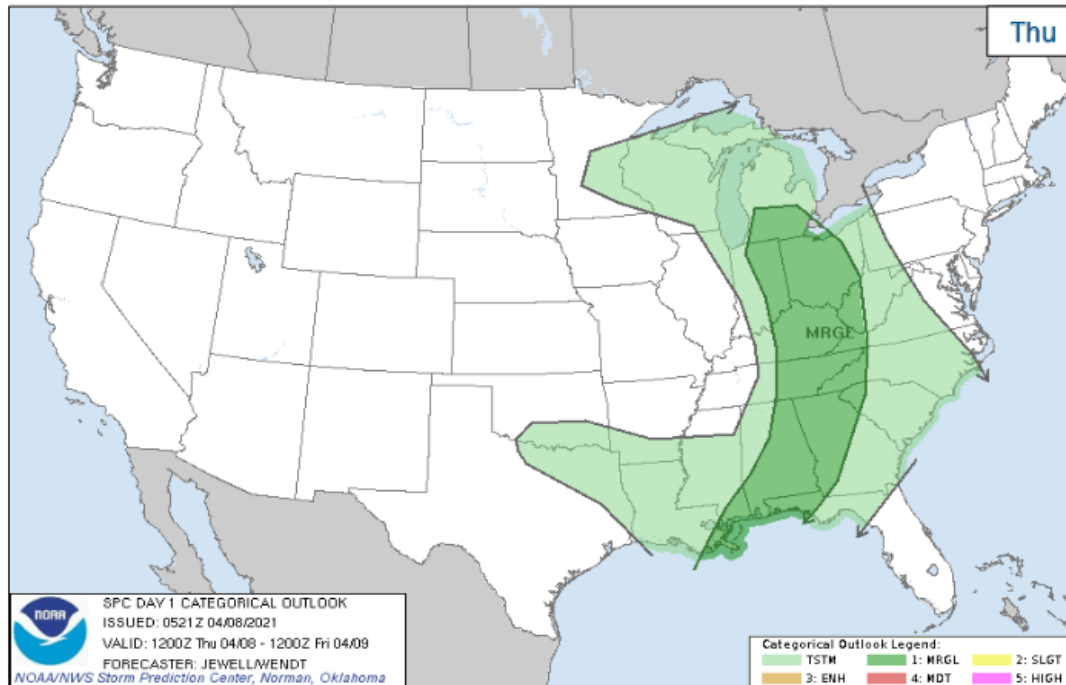 Thu
MRGL
SPC DAY 1 CATEGORICAL OUTLOOK
ISSUED: 0521Z 04/08/2021
VALID: 1200Z Thu 04/08 - 1200Z Fri 04/09
FORECASTER: JEWELL/WENDT
NOAA/NWS Storm Prediction Center, Norman, Oklahoma
NOAA
Categorical Outlook Legend:
TSTM 1: MRGL 2: SLGT
3: ENH 4: MDT 5: HIGH